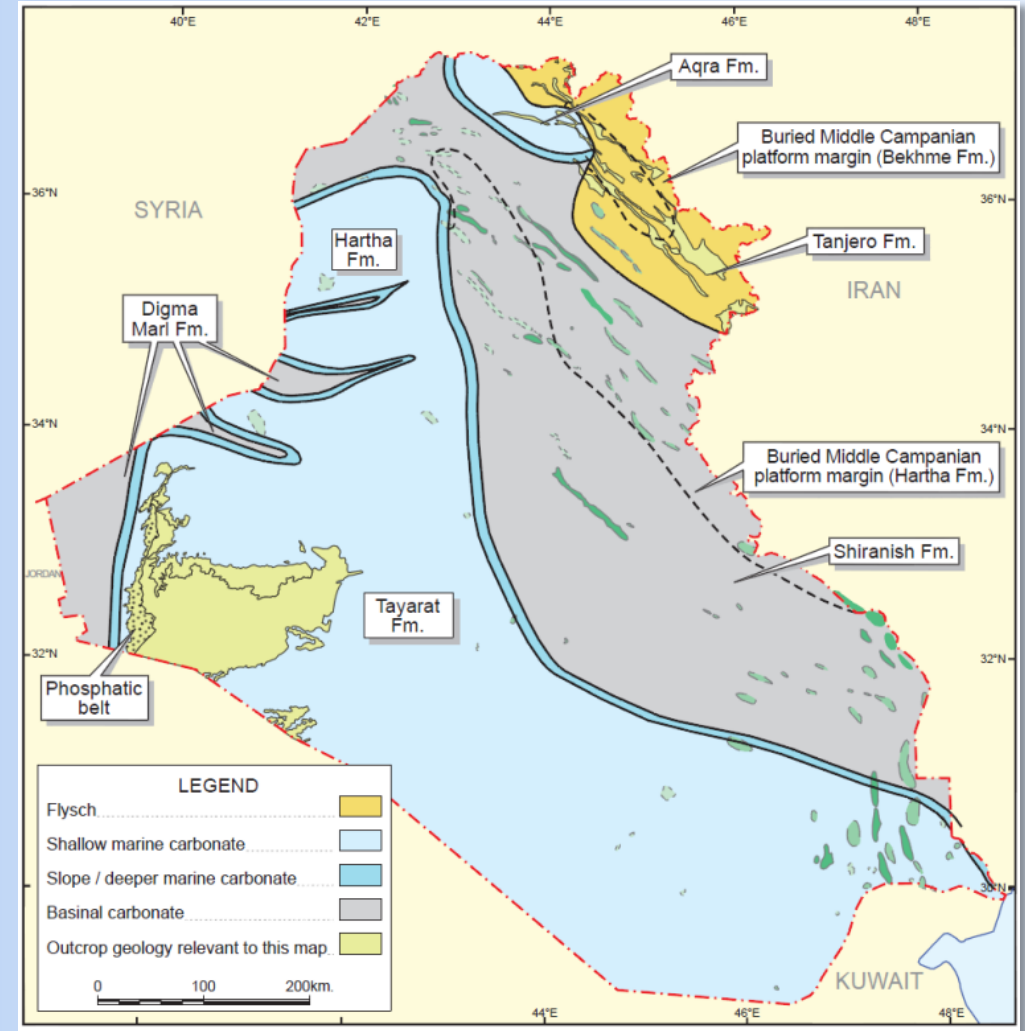 40°E
42°E
44°E
46°E
48°E
Aqra Fm.
Buried Middle Campanian
platform margin (Bekhme Fm.)
36°N
36°N
SYRIA
Hartha
Fm.
Tanjero Fm.
IRAN
Digma
Marl Fm.
34°N
34°N
Buried Middle Campanian
platform margin (Hartha Fm.)
Shiranish Fm.
JORDAN
Tayarat
Fm.
32°N
32°N
Phosphatic
belt
LEGEND
Flysch
Shallow marine carbonate
Slope / deeper marine carbonate
Basinal carbonate
Outcrop geology relevant to this map
0 100 200km.
30°N
KUWAIT
44°E
46°E
48°E